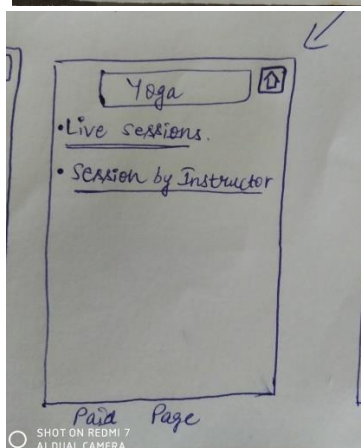 Yoga
• Live sessions.
• Session by Instructor
Paid Page
SHOT ON REDMI 7
AI DUAL CAMERA